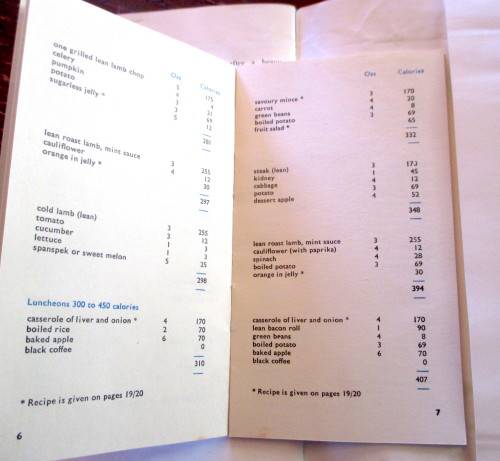 Ozs Calories
one grilled lean lamb chop 3 175
celery 4 4
pumpkin 3 21
potato 3 69
sugarless jelly * 5 12
281
lean roast lamb, mint sauce 3 255
cauliflower 4 12
orange in jelly * 30
297
cold lamb (lean) 3 255
tomato 3 12
cucumber 1 3
lettuce 1 3
spanspek or sweet melon 5 25
298
Luncheons 300 to 450 calories
casserole of liver and onion * 4 170
boiled rice 2 70
baked apple 6 70
black coffee 0
310
* Recipe is given on pages 19/20
6
Ozs Calories
savoury mince * 3 170
carrot 4 20
green beans 4 8
boiled potato 3 69
fruit salad * 65
332
steak (lean) 3 170
kidney 1 45
cabbage 4 12
potato 3 69
dessert apple 4 52
348
lean roast lamb, mint sauce 3 255
cauliflower (with paprika) 4 12
spinach 4 28
boiled potato 3 69
orange in jelly * 30
394
casserole of liver and onion * 4 170
lean bacon roll 1 90
green beans 4 8
boiled potato 3 69
baked apple 6 70
black coffee 0
407
* Recipe is given on pages 19/20
7